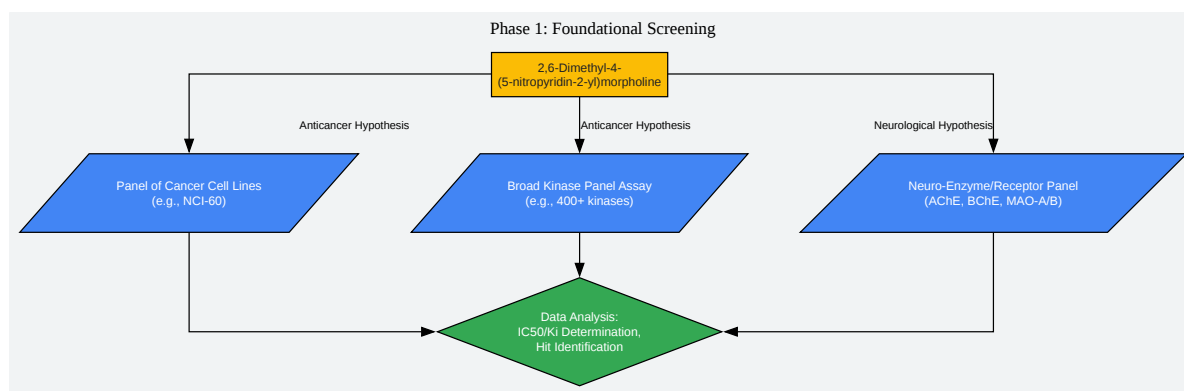 Phase 1: Foundational Screening
2,6-Dimethyl-4-
(5-nitropyridin-2-yl)morpholine
Anticancer Hypothesis
Anticancer Hypothesis
Neurological Hypothesis
Panel of Cancer Cell Lines
(e.g., NCI-60)
Broad Kinase Panel Assay
(e.g., 400+ kinases)
Neuro-Enzyme/Receptor Panel
(AChE, BChE, MAO-A/B)
Data Analysis:
IC50/Ki Determination,
Hit Identification